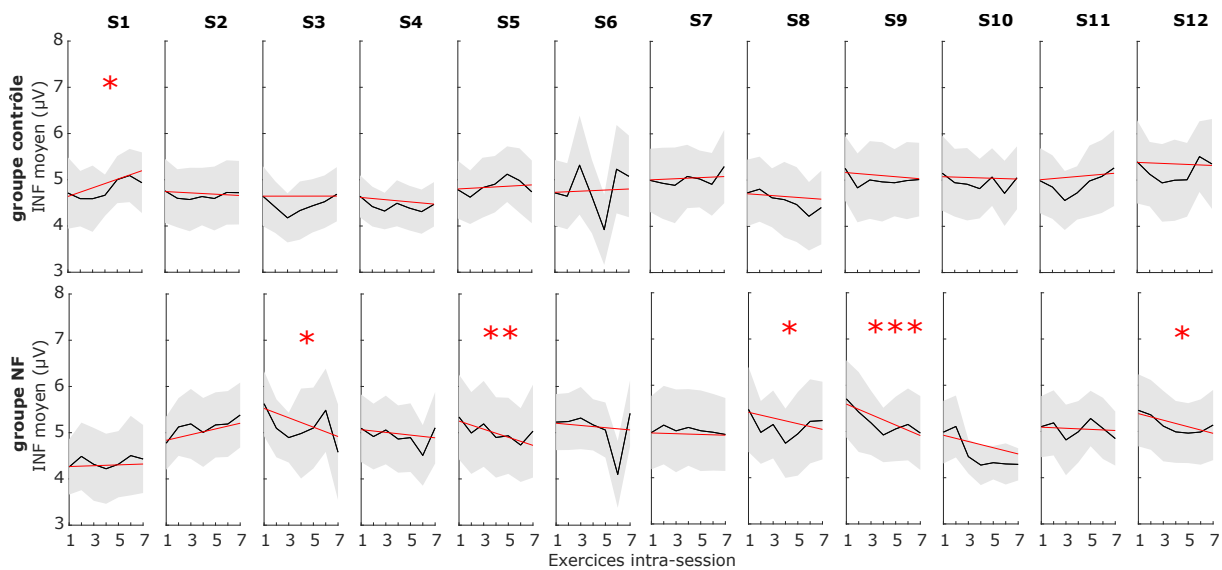 S1 S2 S3 S4 S5 S6 S7 S8 S9 S10 S11 S12
groupe contrôle
INF moyen (µV)
8
7
6
5
4
3
*
groupe NF
INF moyen (µV)
8
7
6
5
4
3
* ** * *** *
1 3 5 7 1 3 5 7 1 3 5 7 1 3 5 7 1 3 5 7 1 3 5 7 1 3 5 7 1 3 5 7 1 3 5 7 1 3 5 7 1 3 5 7 1 3 5 7
Exercices intra-session